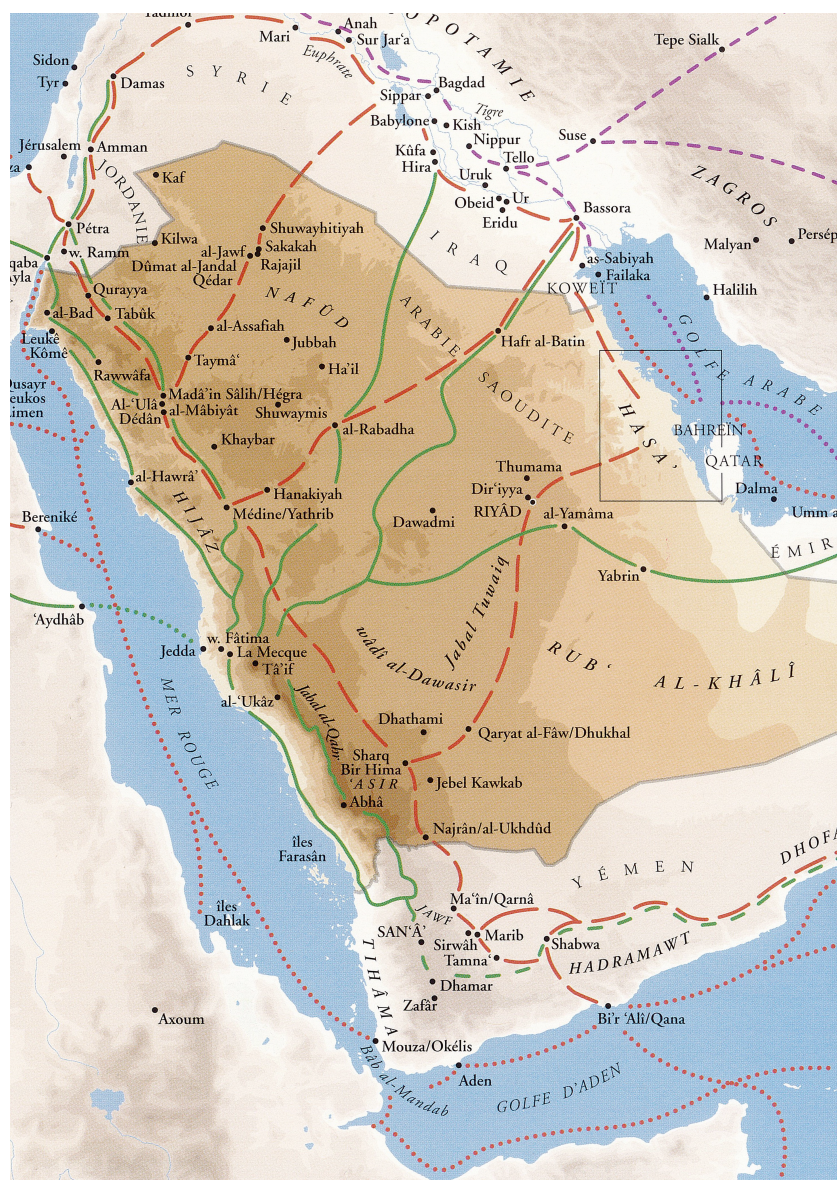 Mari
Anah
Sur Jar‘a
Tepe Sialk
Sidon
Tyr
Damas
SYRIE
Euphrate
Bagdad
Sippar
Tigre
Babylone
Kish
Nippur
Suse
Jérusalem
Amman
Kûfa
Hira
Tello
Uruk
ZAGROS
Kaf
JORDANIE
Obeid
Ur
Eridu
Bassora
Pétra
Kilwa
Shuwayhitiyah
Sakakah
al-Jawf
Dûmat al-Jandal
Rajajil
Qédar
IRAQ
Malyan
w. Ramm
as-Sabiyah
Failaka
KOWEÏT
Halilih
Qurayya
NAFÛD
ARABIE
SAOUDITE
GOLFE ARABE
al-Bad
Tabûk
Leukê
Kômê
al-Assafiah
Jubbah
Hafr al-Batin
Rawwâfa
Taymâ‘
Ha’il
Madâ’in Sâlih/Hégra
Al-‘Ulâ
Dédân
al-Mâbiyât
Shuwaymis
HASA’
BAHREÏN
Khaybar
al-Rabadha
QATAR
al-Hawrâ’
Thumama
Hanakiyah
Dir‘iyya
RIYÂD
Dalma
HIJÂZ
Médine/Yathrib
Dawadmi
al-Yamâma
Bereniké
Yabrin
‘Aydhâb
Jabal Tuwaiq
wâdî al-Dawasir
RUB‘
AL-KHÂLÎ
w. Fâtima
Jedda
La Mecque
Tâ’if
MER ROUGE
al-‘Ukâz
Jabal al-Qahr
Dhathami
Qaryat al-Fâw/Dhukhal
Sharq
Bir Hima
‘ASIR
Jebel Kawkab
Abhâ
Najrân/al-Ukhdûd
îles
Farasân
YÉMEN
îles
Dahlak
Ma‘în/Qarnâ
JAWF
SAN‘Â’
Marib
Sirwâh
Tamna‘
Shabwa
HADRAMAWT
TIHÂMA
Dhamar
Zafâr
Axoum
Bi’r ‘Alî/Qana
Mouza/Okélis
Bâb al-Mandab
Aden
GOLFE D’ADEN